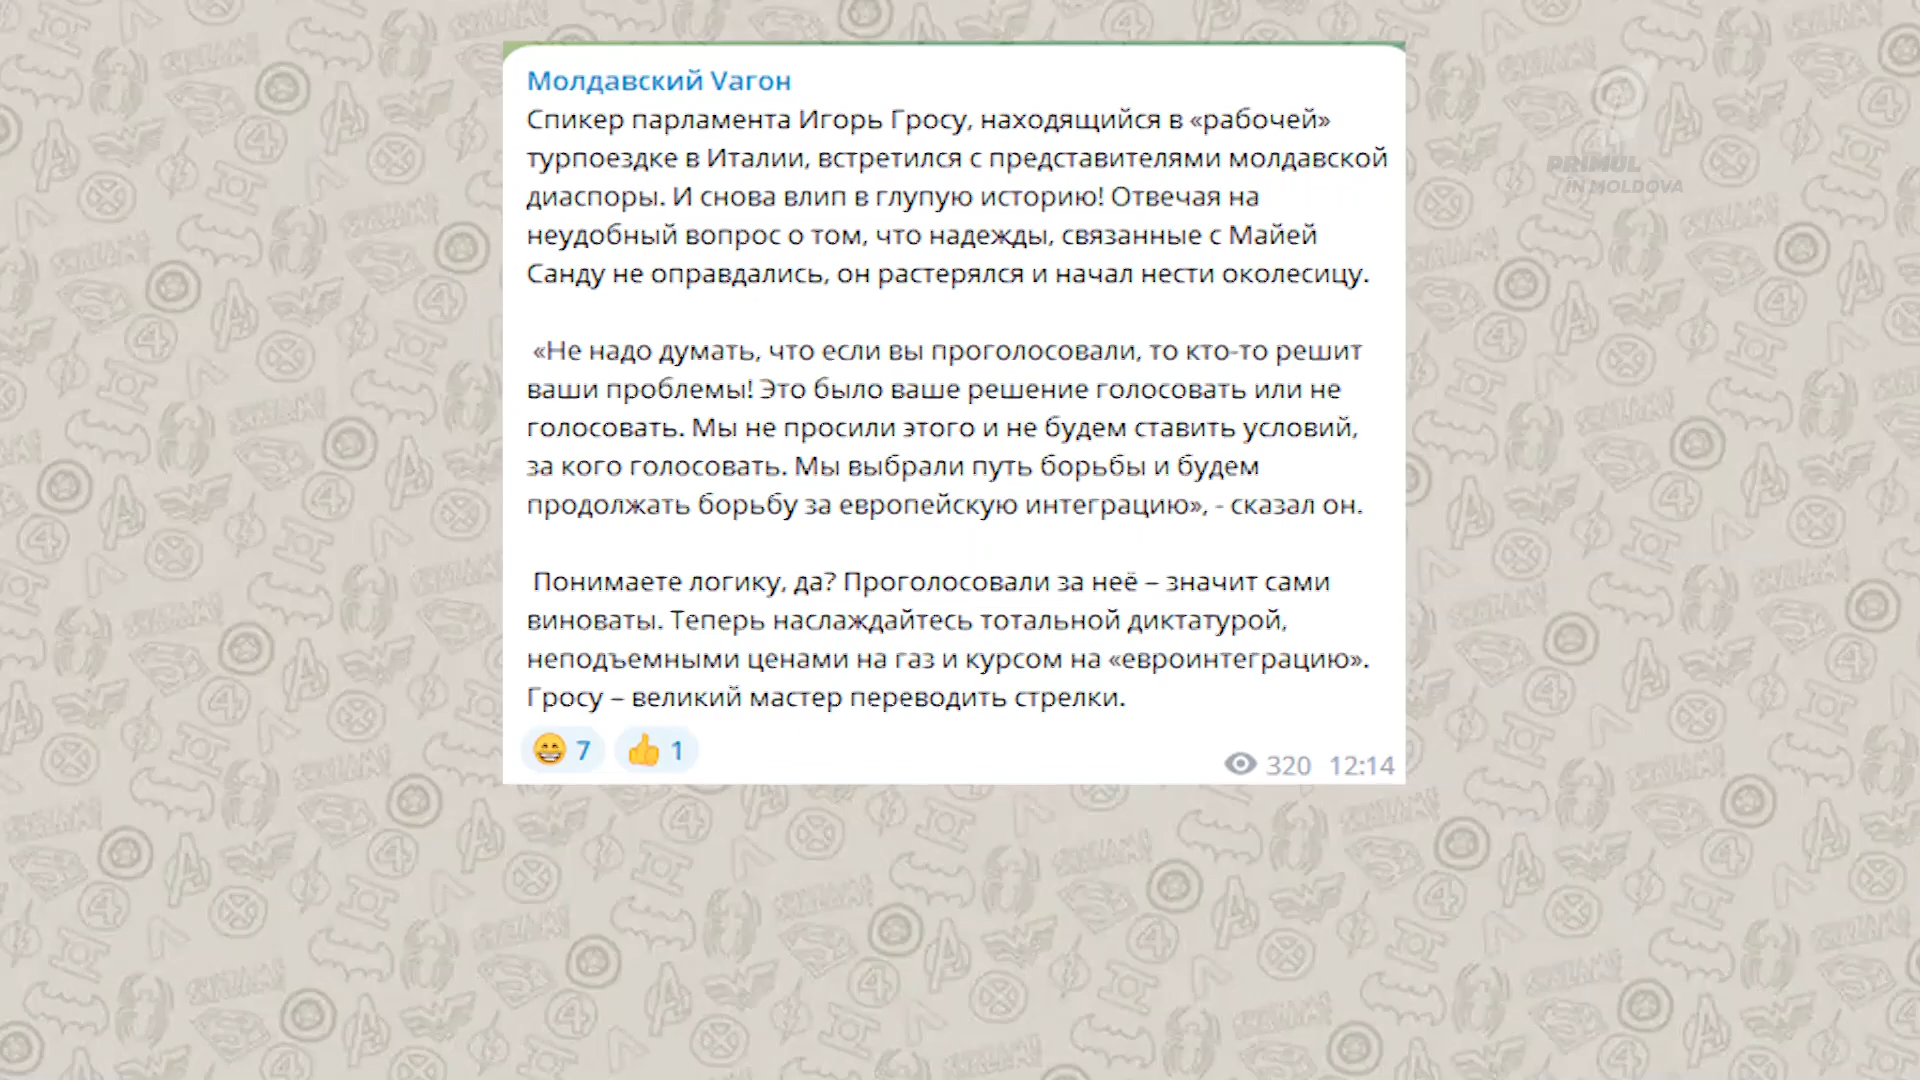 Молдавский Vагон
Спикер парламента Игорь Гросу, находящийся в «рабочей»
турпоездке в Италии, встретился с представителями молдавской
диаспоры. И снова влип в глупую историю! Отвечая на
неудобный вопрос о том, что надежды, связанные с Майей
Санду не оправдались, он растерялся и начал нести околесицу.
«Не надо думать, что если вы проголосовали, то кто-то решит
ваши проблемы! Это было ваше решение голосовать или не
голосовать. Мы не просили этого и не будем ставить условий,
за кого голосовать. Мы выбрали путь борьбы и будем
продолжать борьбу за европейскую интеграцию», - сказал он.
Понимаете логику, да? Проголосовали за неё – значит сами
виноваты. Теперь наслаждайтесь тотальной диктатурой,
неподъемными ценами на газ и курсом на «евроинтеграцию».
Гросу – великий мастер переводить стрелки.
7 1
320 12:14
PRIMUL
ÎN MOLDOVA